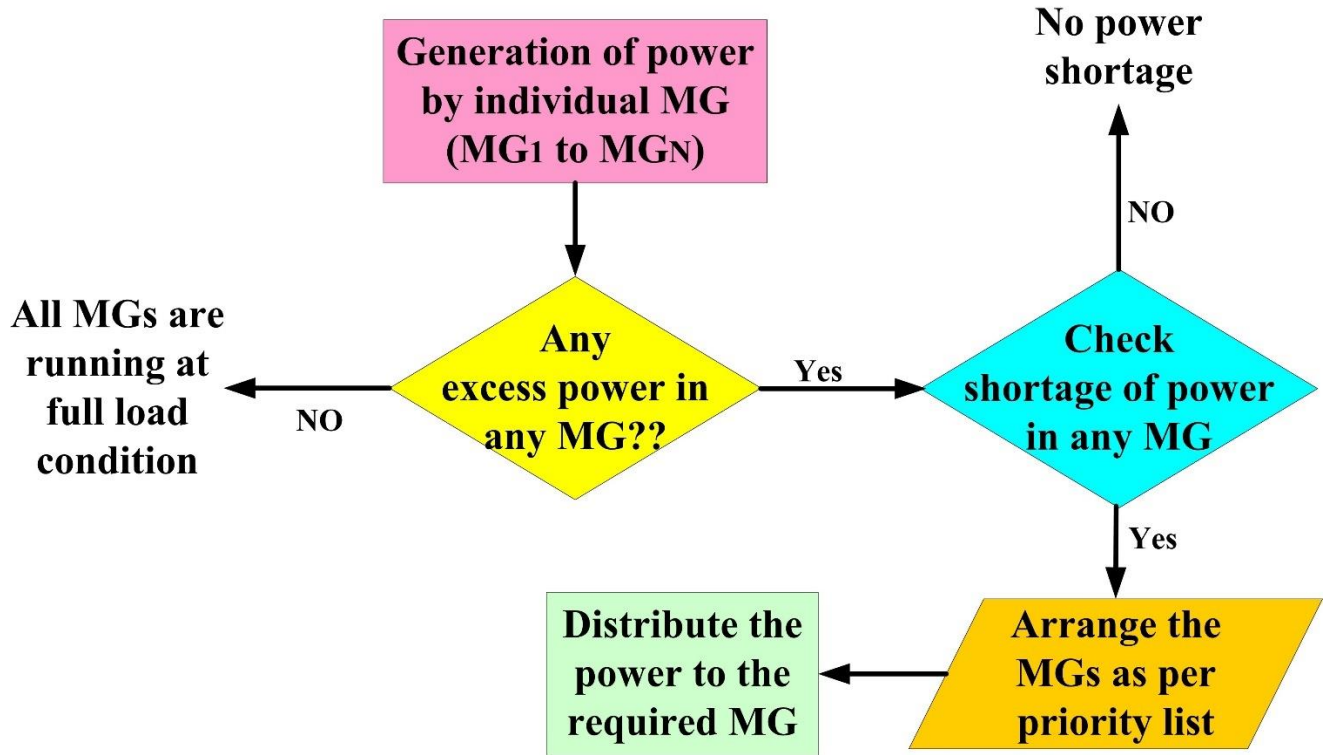 Generation of power
by individual MG
(MG1 to MGN)
No power
shortage
NO
All MGs are
running at
full load
condition
NO
Any
excess power in
any MG??
Yes
Check
shortage of power
in any MG
Yes
Distribute the
power to the
required MG
Arrange the
MGs as per
priority list